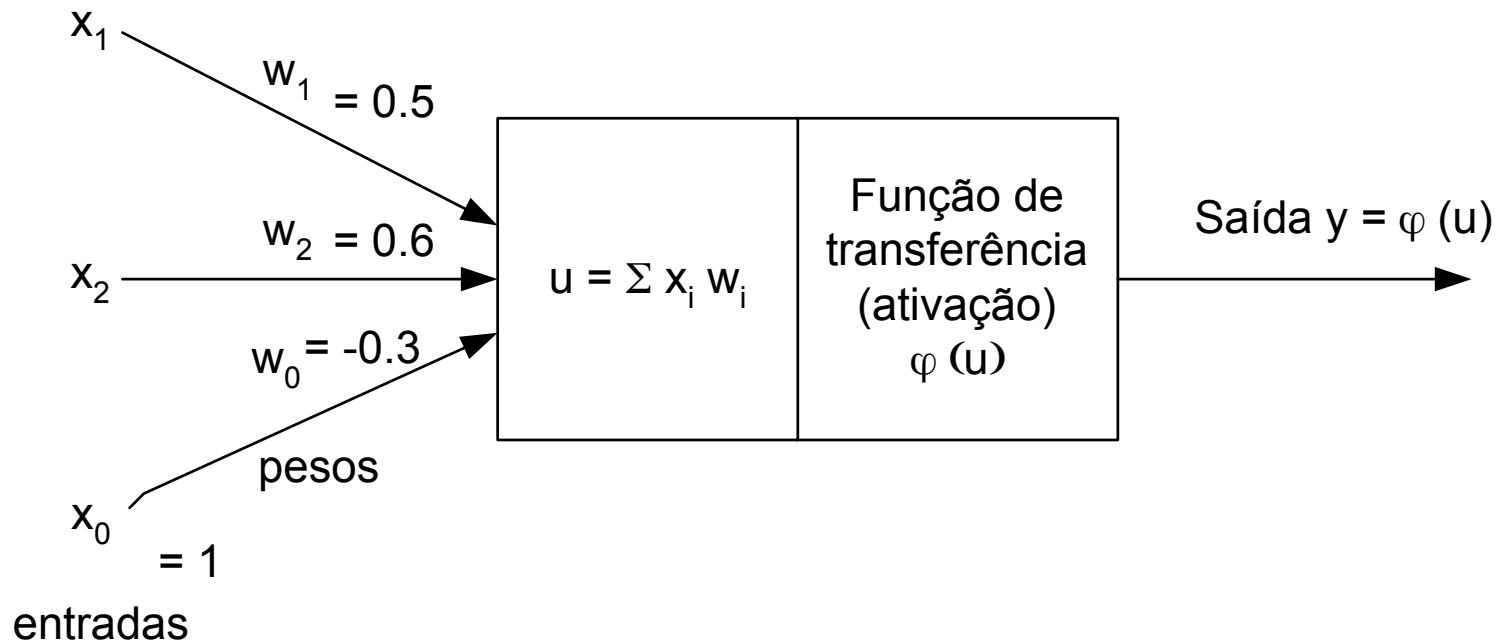 x₁
w₁ = 0.5
w₂ = 0.6
x₂
w₀ = -0.3
pesos
x₀
= 1
entradas
u = Σ xᵢ wᵢ
Função de
transferência
(ativação)
φ (u)
Saída y = φ (u)